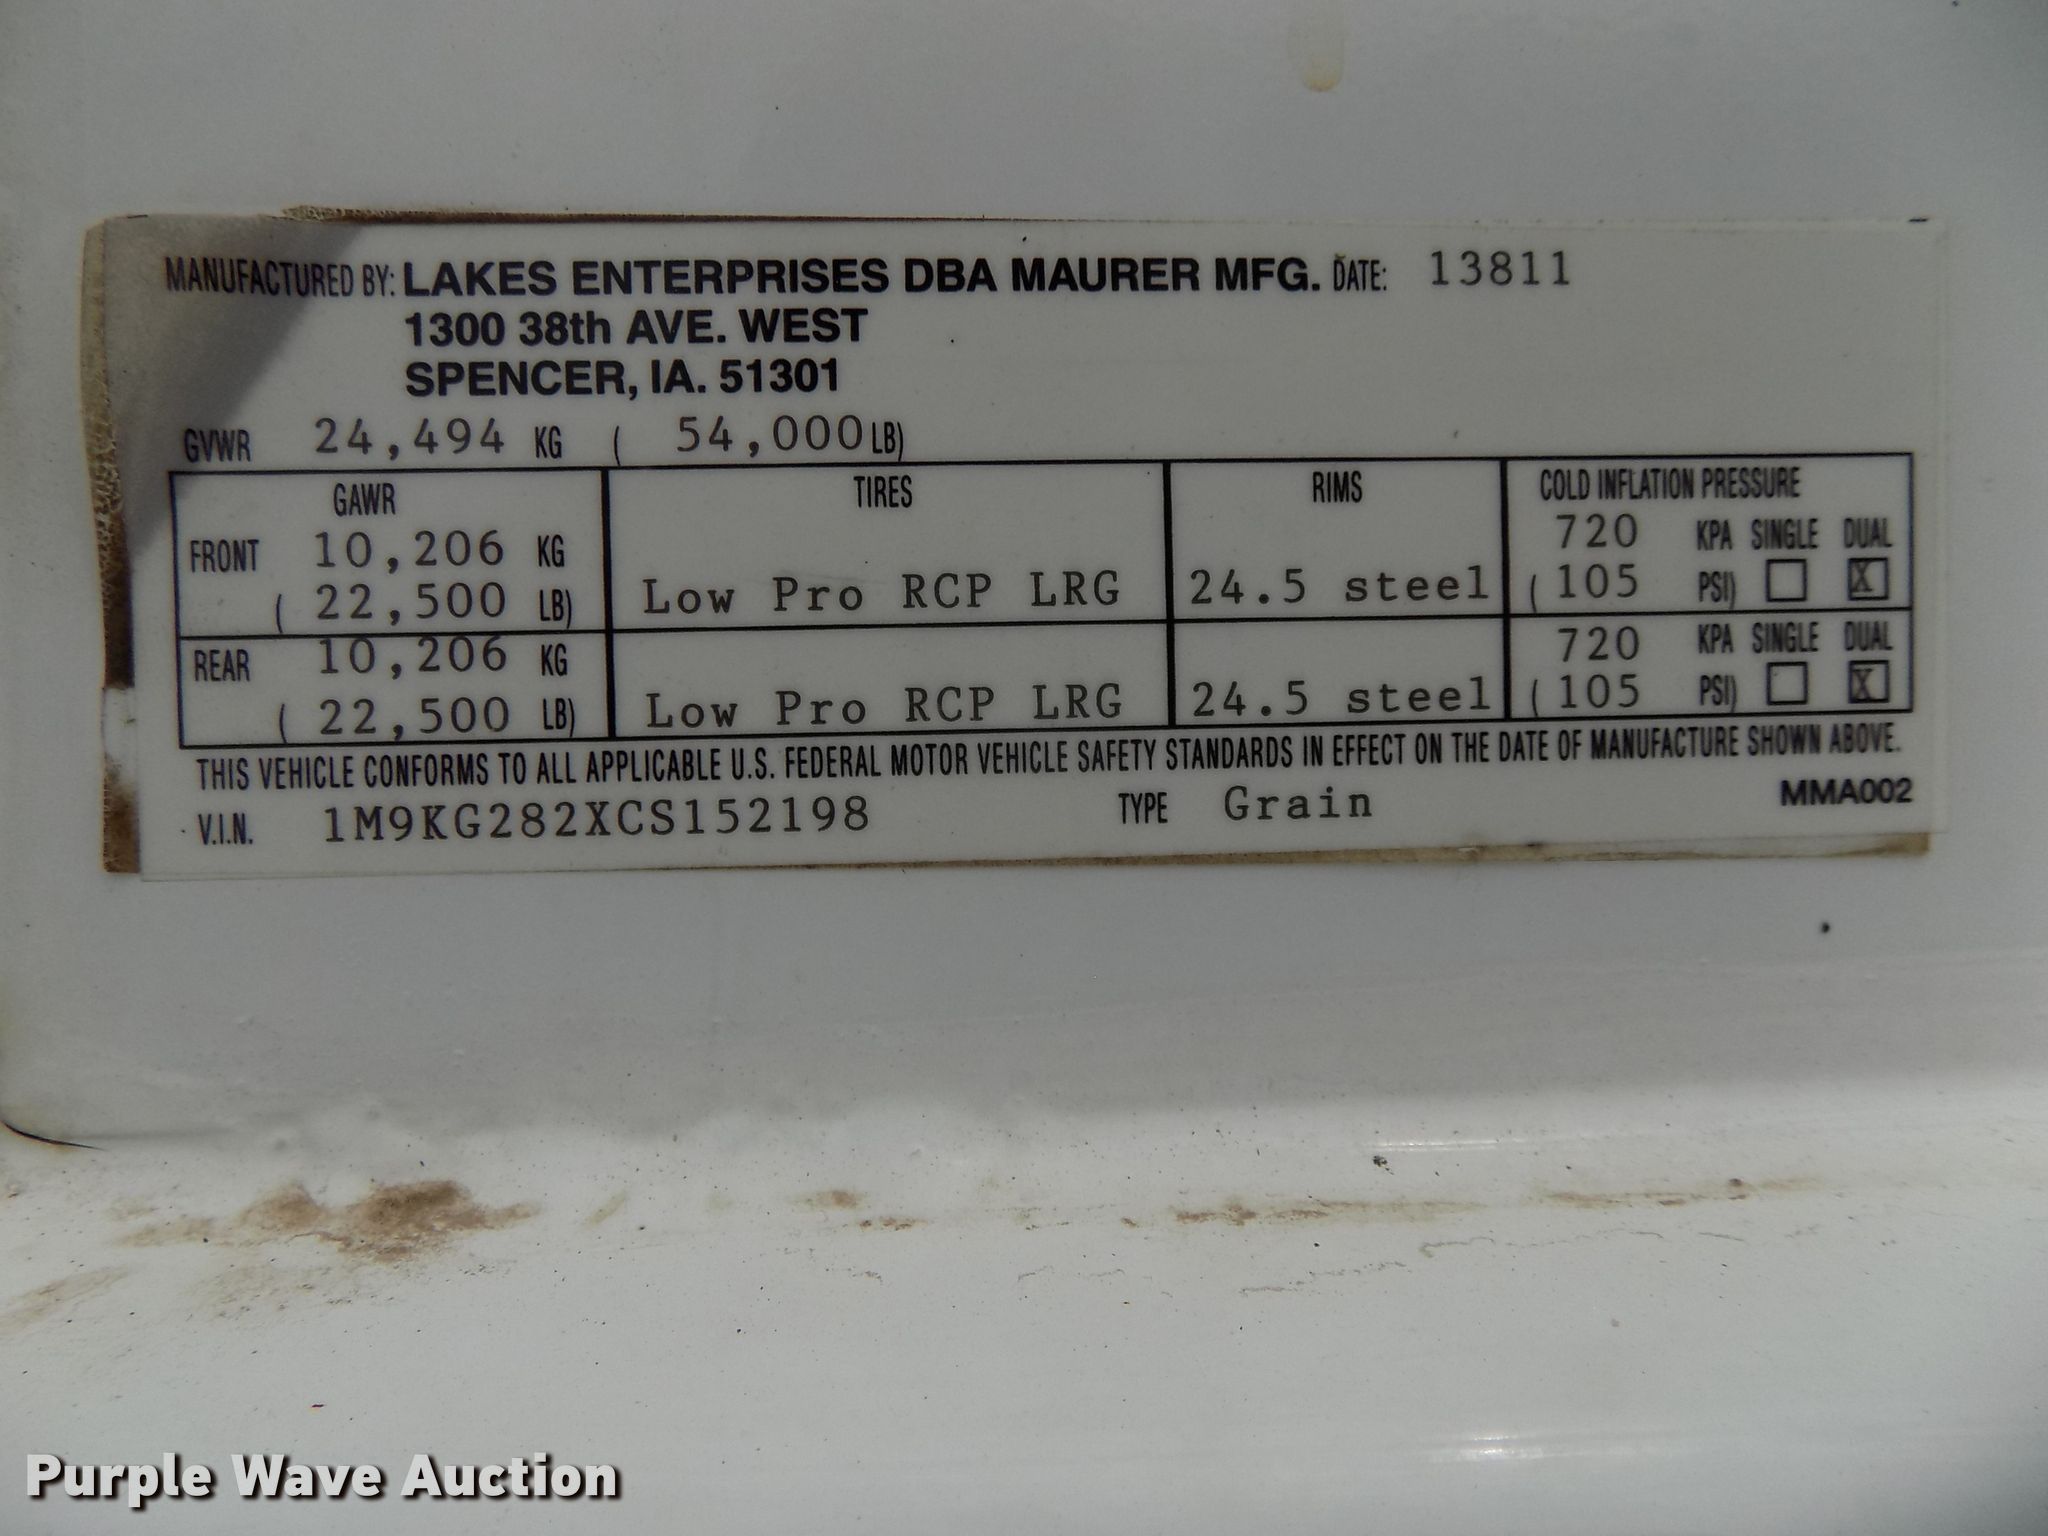 MANUFACTURED BY: LAKES ENTERPRISES DBA MAURER MFG. DATE: 13811
1300 38th AVE. WEST
SPENCER, IA. 51301
GVWR 24,494 KG ( 54,000 LB)
GAWR TIRES RIMS COLD INFLATION PRESSURE
FRONT 10,206 KG 720 KPA SINGLE DUAL
( 22,500 LB) Low Pro RCP LRG 24.5 steel ( 105 PSI) X
REAR 10,206 KG 720 KPA SINGLE DUAL
( 22,500 LB) Low Pro RCP LRG 24.5 steel ( 105 PSI) X
THIS VEHICLE CONFORMS TO ALL APPLICABLE U.S. FEDERAL MOTOR VEHICLE SAFETY STANDARDS IN EFFECT ON THE DATE OF MANUFACTURE SHOWN ABOVE.
V.I.N. 1M9KG282XCS152198 TYPE Grain MMA002
Purple Wave Auction